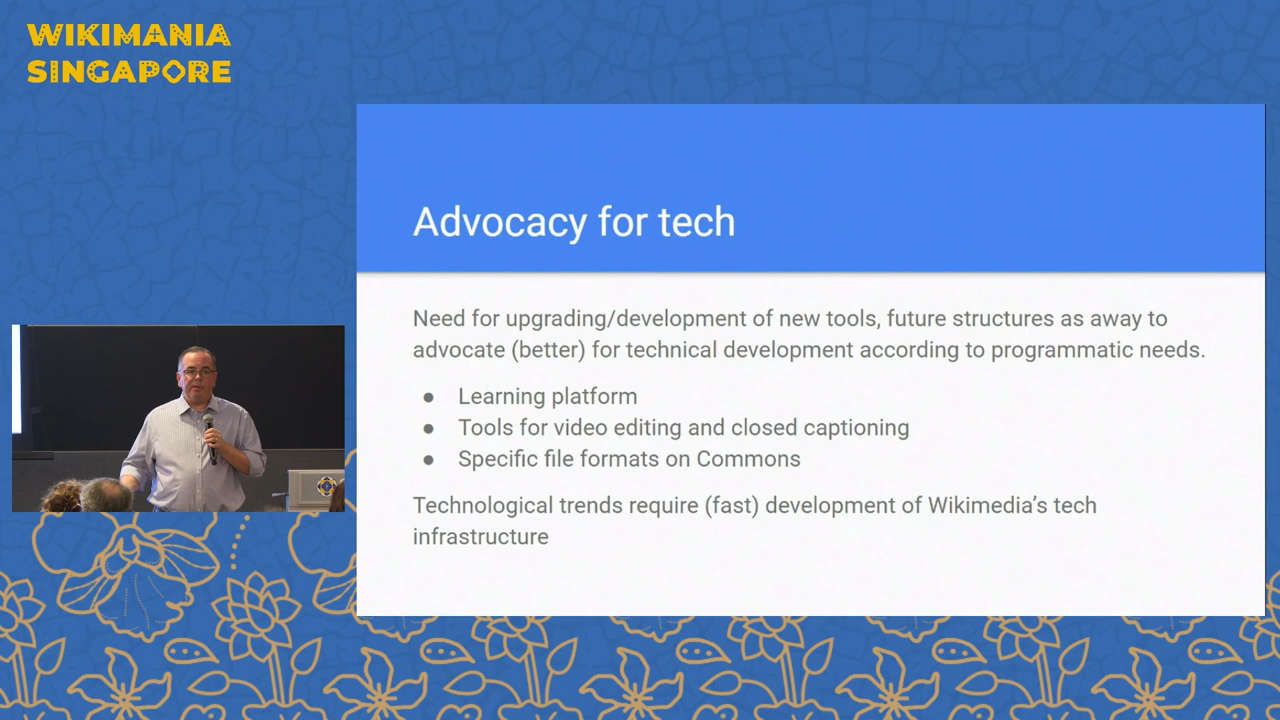 WIKIMANIA
SINGAPORE
Advocacy for tech
Need for upgrading/development of new tools, future structures as away to
advocate (better) for technical development according to programmatic needs.
● Learning platform
● Tools for video editing and closed captioning
● Specific file formats on Commons
Technological trends require (fast) development of Wikimedia's tech
infrastructure